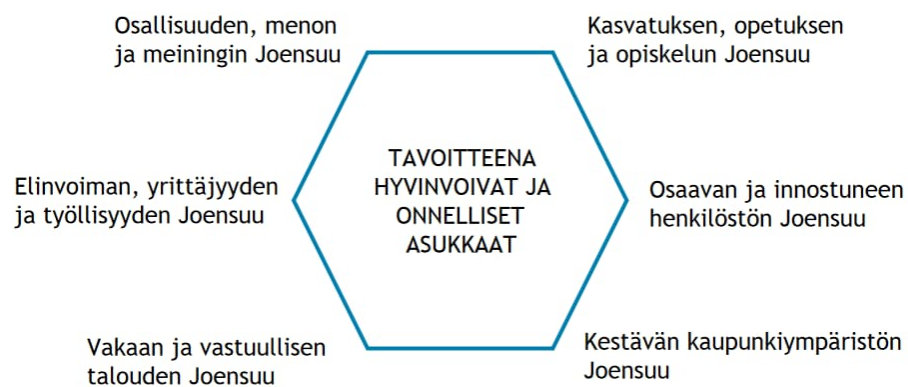 Osallisuuden, menon
ja meiningin Joensuu
Kasvatuksen, opetuksen
ja opiskelun Joensuu
Elinvoiman, yrittäjyyden
ja työllisyyden Joensuu
TAVOITTEENA
HYVINVOIVAT JA
ONNELLISET
ASUKKAAT
Osaavan ja innostuneen
henkilöstön Joensuu
Vakaan ja vastuullisen
talouden Joensuu
Kestävän kaupunkiympäristön
Joensuu